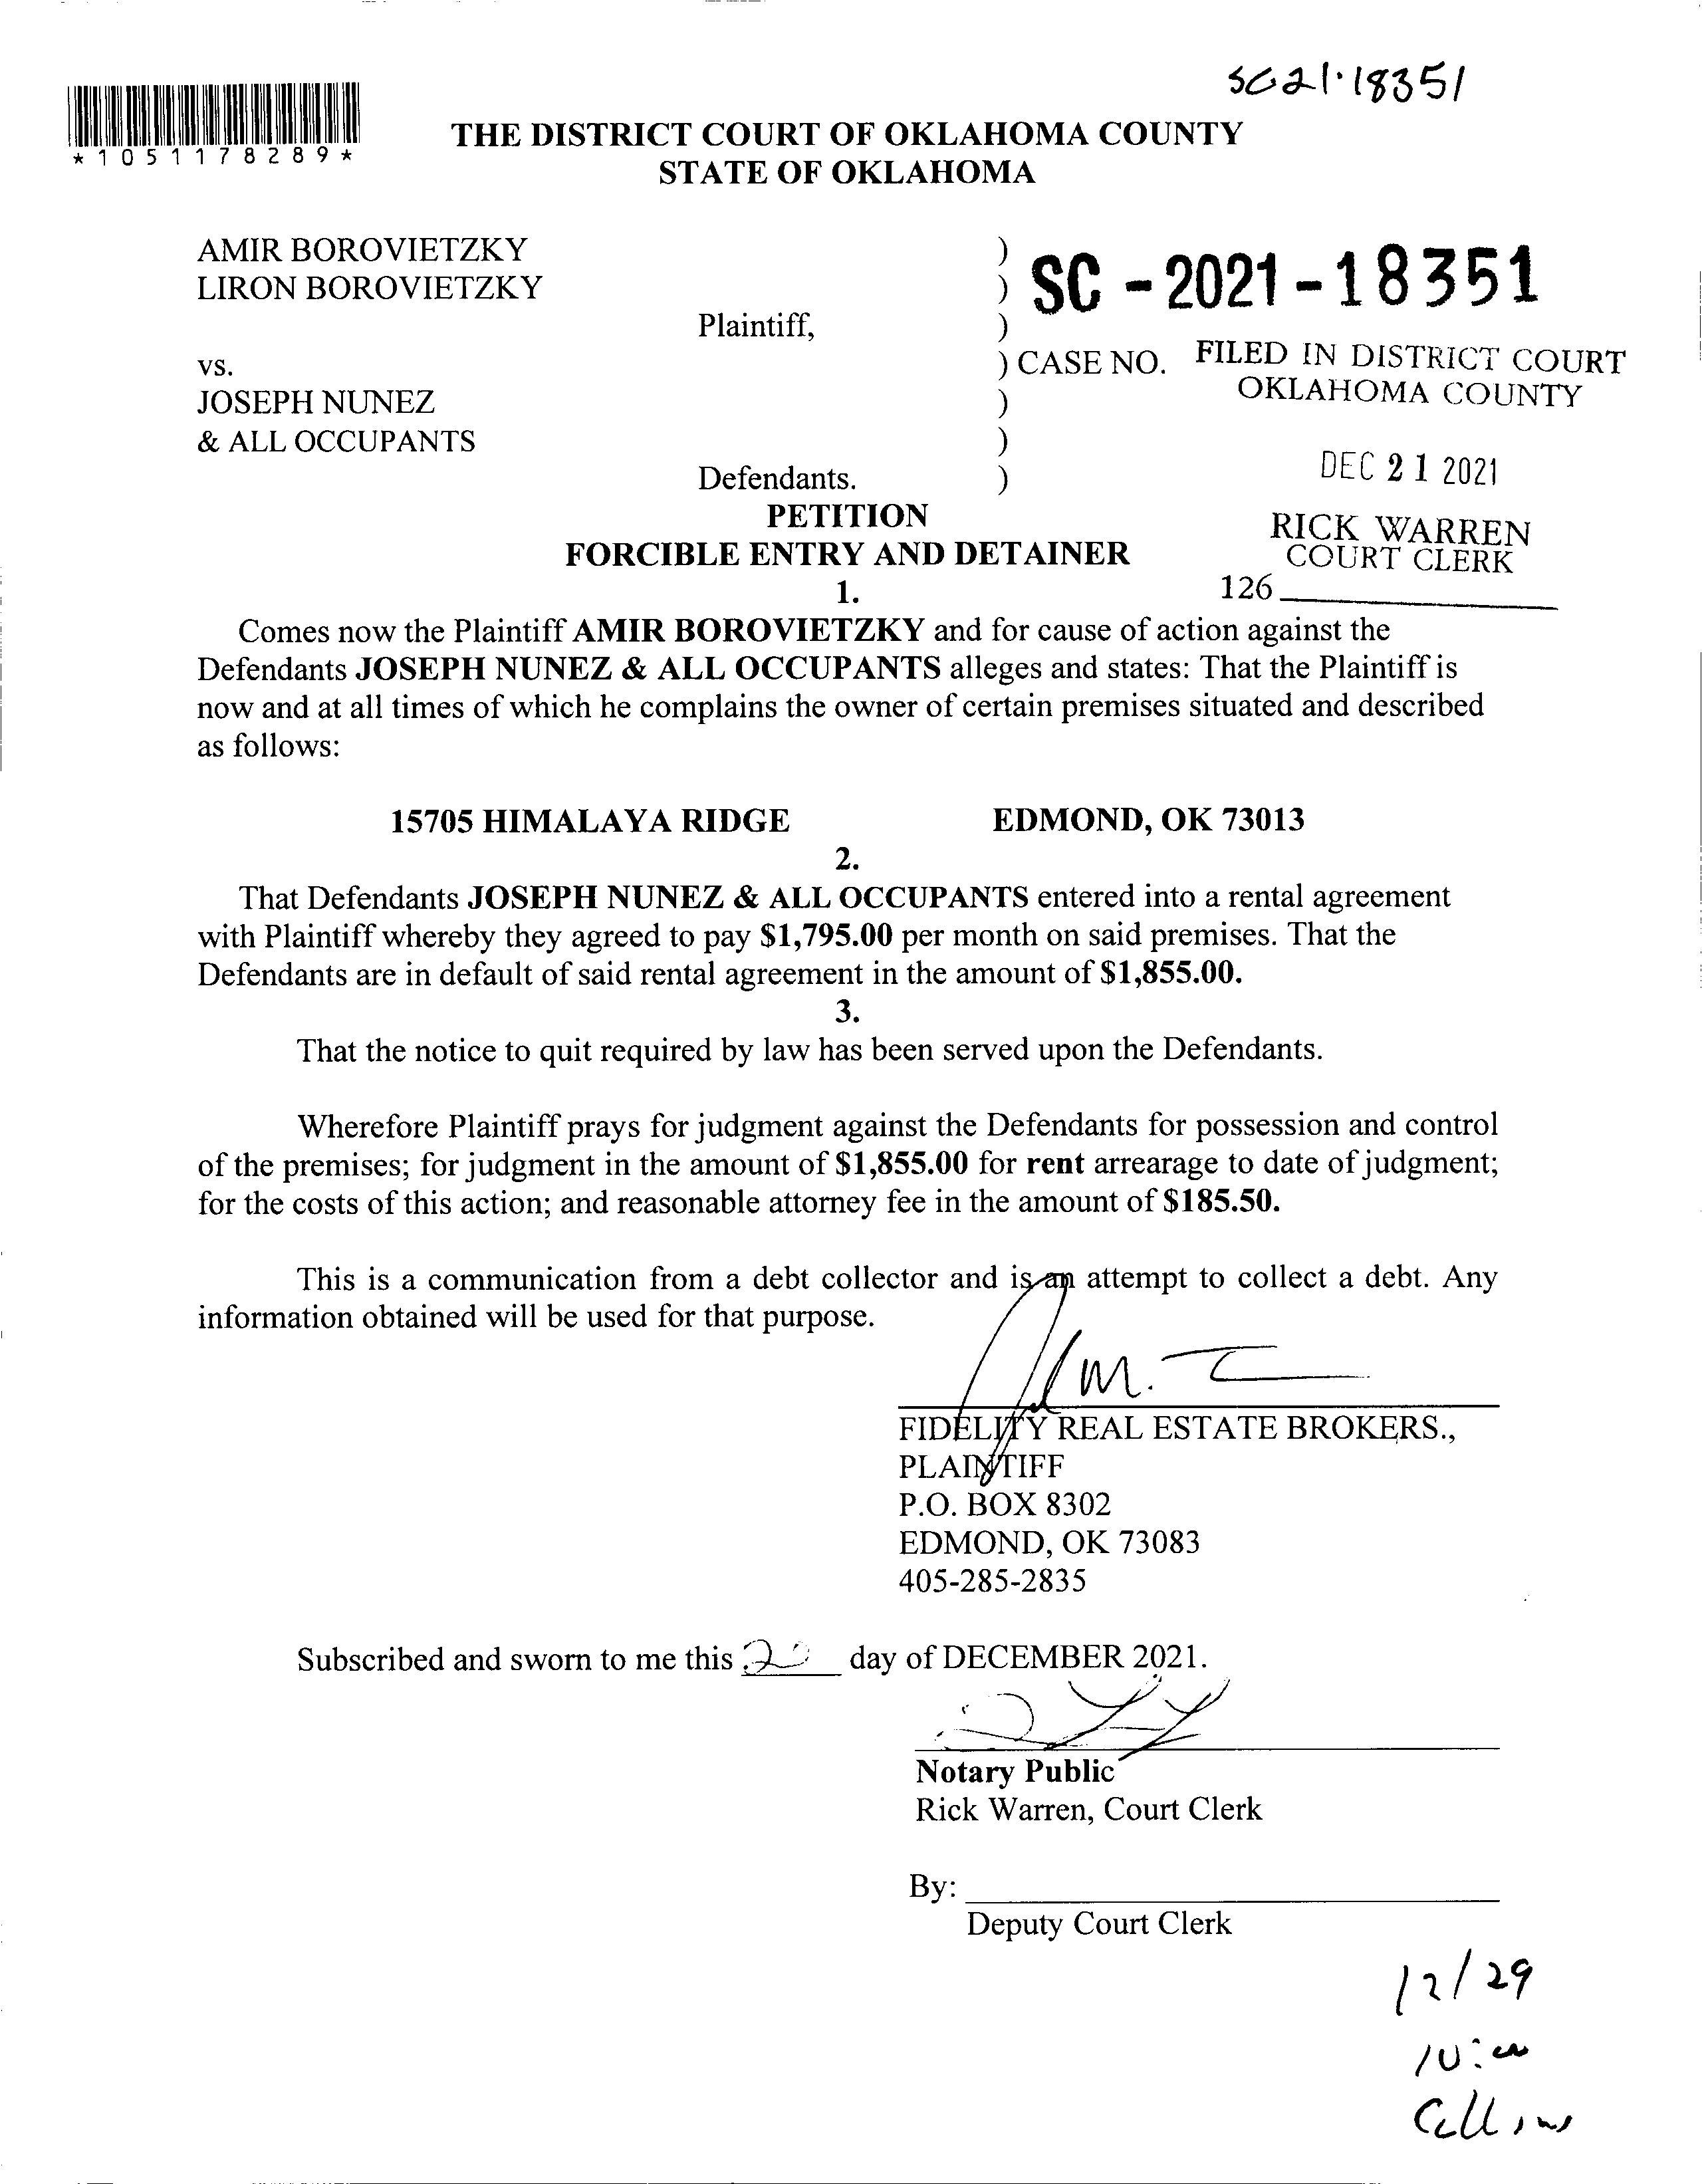 SC21-18351
*1051178289*
THE DISTRICT COURT OF OKLAHOMA COUNTY
STATE OF OKLAHOMA
AMIR BOROVIETZKY )
LIRON BOROVIETZKY ) SC-2021-18351
Plaintiff, )
vs. ) CASE NO. FILED IN DISTRICT COURT
JOSEPH NUNEZ ) OKLAHOMA COUNTY
& ALL OCCUPANTS )
Defendants. ) DEC 21 2021
PETITION
RICK WARREN
FORCIBLE ENTRY AND DETAINER COURT CLERK
1. 126
Comes now the Plaintiff AMIR BOROVIETZKY and for cause of action against the
Defendants JOSEPH NUNEZ & ALL OCCUPANTS alleges and states: That the Plaintiff is
now and at all times of which he complains the owner of certain premises situated and described
as follows:
15705 HIMALAYA RIDGE EDMOND, OK 73013
2.
That Defendants JOSEPH NUNEZ & ALL OCCUPANTS entered into a rental agreement
with Plaintiff whereby they agreed to pay $1,795.00 per month on said premises. That the
Defendants are in default of said rental agreement in the amount of $1,855.00.
3.
That the notice to quit required by law has been served upon the Defendants.
Wherefore Plaintiff prays for judgment against the Defendants for possession and control
of the premises; for judgment in the amount of $1,855.00 for rent arrearage to date of judgment;
for the costs of this action; and reasonable attorney fee in the amount of $185.50.
This is a communication from a debt collector and is an attempt to collect a debt. Any
information obtained will be used for that purpose.
FIDELITY REAL ESTATE BROKERS.,
PLAINTIFF
P.O. BOX 8302
EDMOND, OK 73083
405-285-2835
Subscribed and sworn to me this 20 day of DECEMBER 2021.
Notary Public
Rick Warren, Court Clerk
By:
Deputy Court Clerk
12/29
10:00
Collins